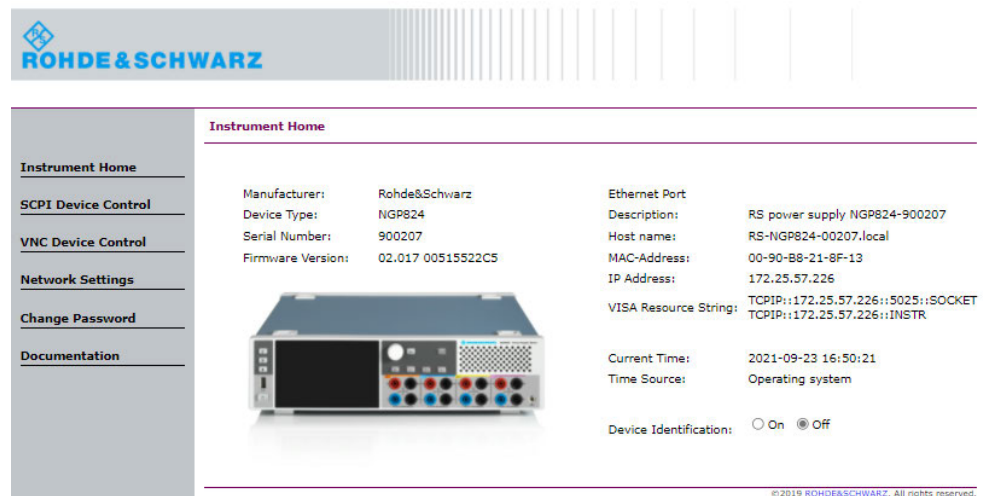 ROHDE&SCHWARZ
Instrument Home
Instrument Home
SCPI Device Control
VNC Device Control
Network Settings
Change Password
Documentation
Manufacturer: Rohde&Schwarz
Device Type: NGP824
Serial Number: 900207
Firmware Version: 02.017 00515522C5
Ethernet Port
Description: RS power supply NGP824-900207
Host name: RS-NGP824-00207.local
MAC-Address: 00-90-B8-21-8F-13
IP Address: 172.25.57.226
VISA Resource String: TCPIP::172.25.57.226::5025::SOCKET
TCPIP::172.25.57.226::INSTR
Current Time: 2021-09-23 16:50:21
Time Source: Operating system
Device Identification: On Off
©2019 ROHDE&SCHWARZ. All rights reserved.